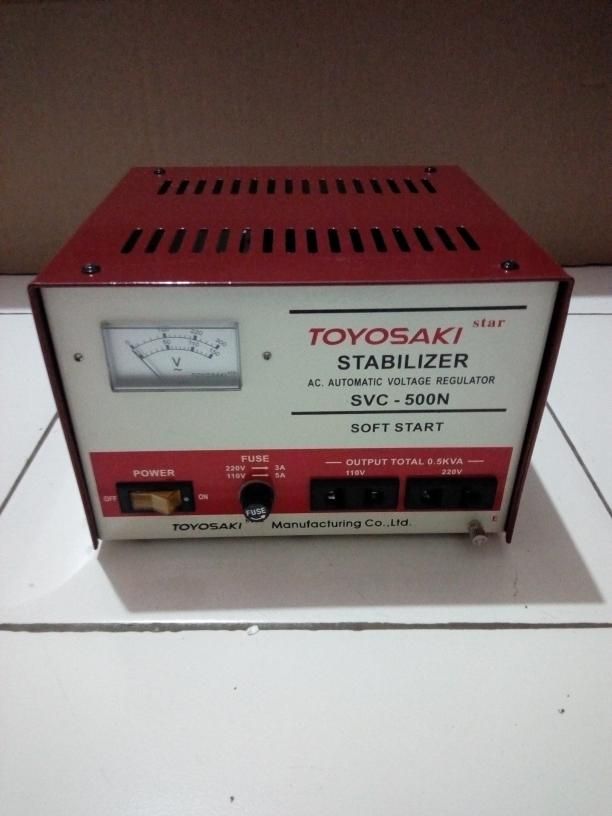 TOYOSAKI star
STABILIZER
AC. AUTOMATIC VOLTAGE REGULATOR
SVC - 500N
SOFT START
V
POWER
OFF
ON
FUSE
220V 3A
110V 5A
FUSE
OUTPUT TOTAL 0.5KVA
110V 220V
E
TOYOSAKI Manufacturing Co.,Ltd.